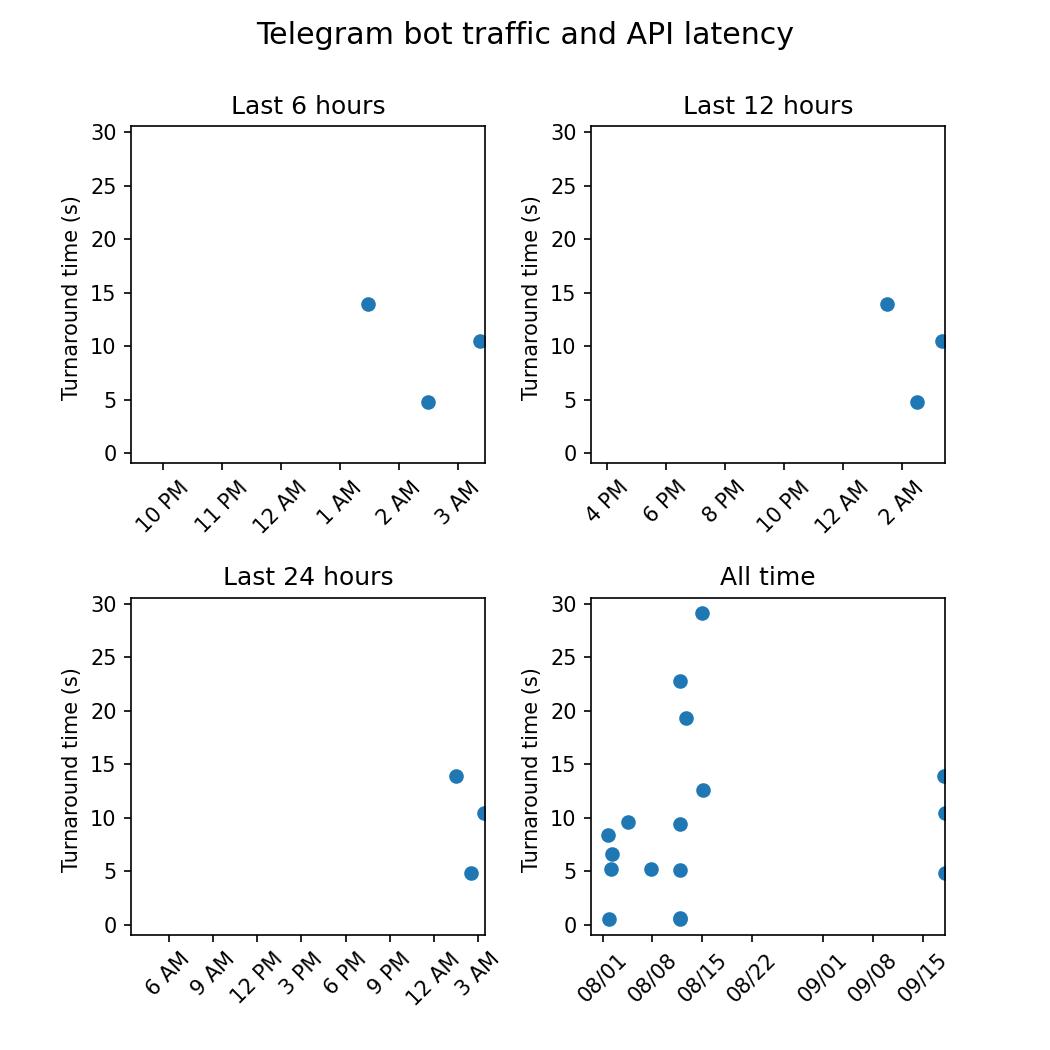 Telegram bot traffic and API latency
Last 6 hours
Turnaround time (s)
30
25
20
15
10
5
0
10 PM
11 PM
12 AM
1 AM
2 AM
3 AM
Last 12 hours
Turnaround time (s)
30
25
20
15
10
5
0
4 PM
6 PM
8 PM
10 PM
12 AM
2 AM
Last 24 hours
Turnaround time (s)
30
25
20
15
10
5
0
6 AM
9 AM
12 PM
3 PM
6 PM
9 PM
12 AM
3 AM
All time
Turnaround time (s)
30
25
20
15
10
5
0
08/01
08/08
08/15
08/22
09/01
09/08
09/15